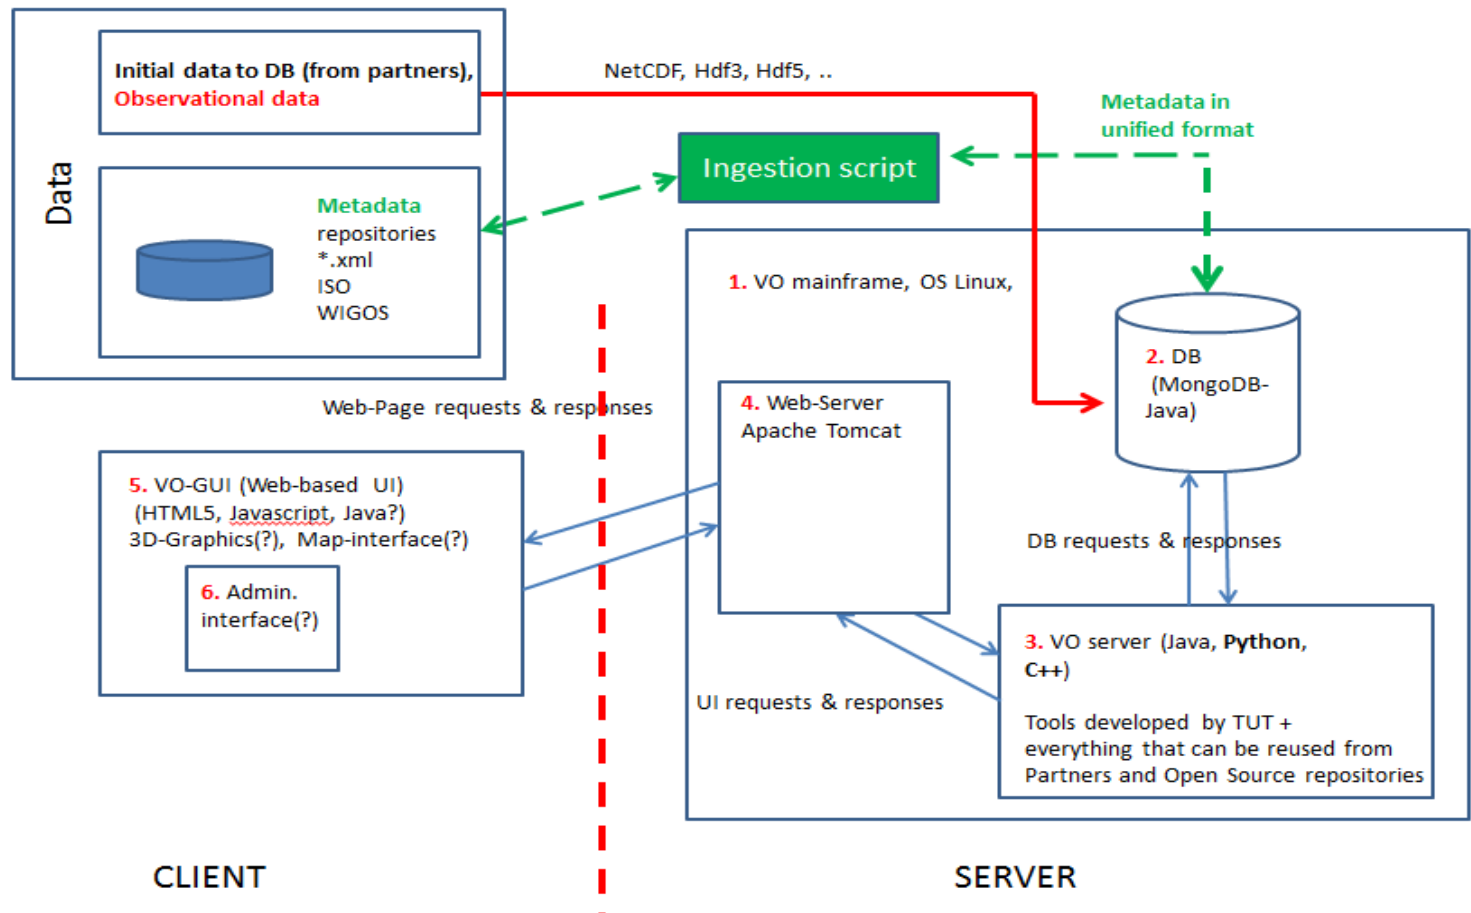 Initial data to DB (from partners),
Observational data
NetCDF, Hdf3, Hdf5, ..
Metadata in
unified format
Ingestion script
Data
Metadada
repositories
*.xml
ISO
WIGOS
1. VO mainframe, OS Linux,
2. DB
(MongoDB-
Java)
Web-Page requests & responses
4. Web-Server
Apache Tomcat
5. VO-GUI (Web-based UI)
(HTML5, Javascript, Java?)
3D-Graphics(?), Map-interface(?)
6. Admin.
interface(?)
DB requests & responses
3. VO server (Java, Python,
C++)
Tools developed by TUT +
everything that can be reused from
Partners and Open Source repositories
UI requests & responses
CLIENT
SERVER